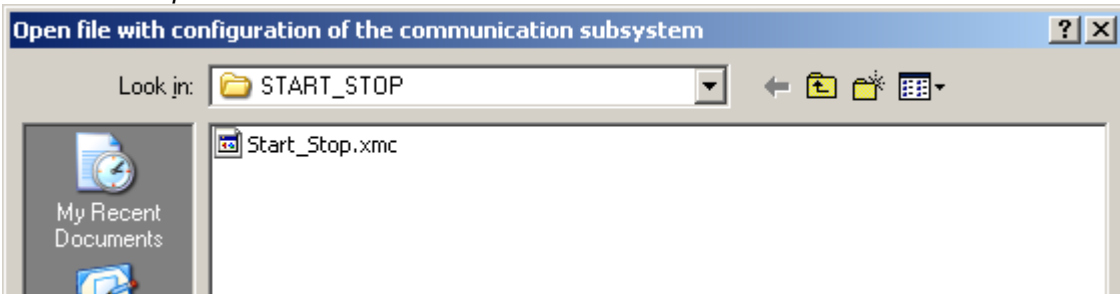 Open file with configuration of the communication subsystem
Look in: START_STOP
Start_Stop.xmc
My Recent
Documents